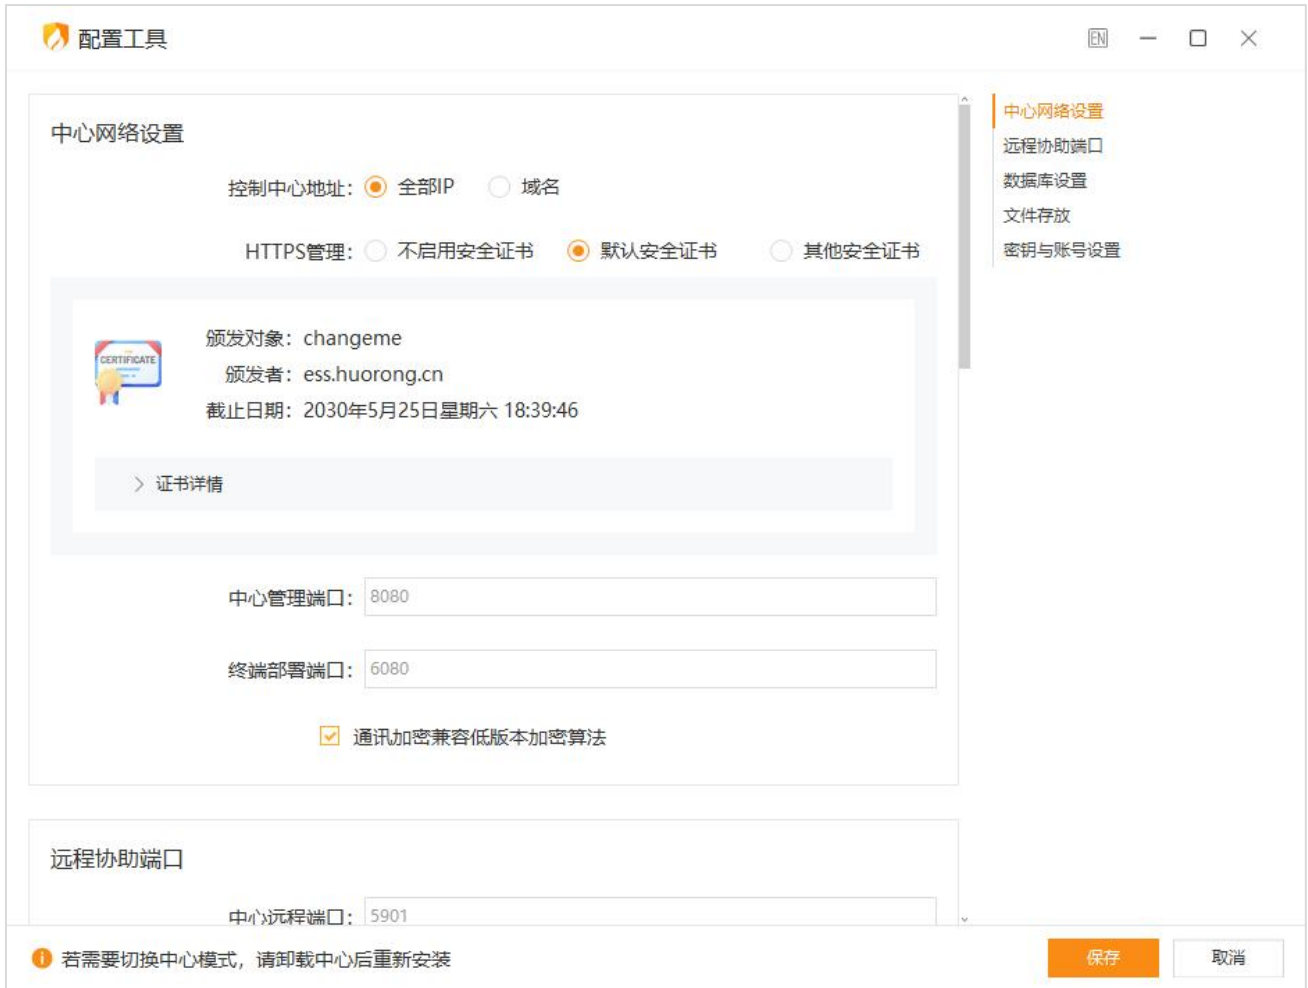 配置工具
EN
中心网络设置
控制中心地址： 全部IP 域名
HTTPS管理： 不启用安全证书 默认安全证书 其他安全证书
CERTIFICATE
颁发对象：changeme
颁发者：ess.huorong.cn
截止日期：2030年5月25日星期六 18:39:46
证书详情
中心管理端口：8080
终端部署端口：6080
通讯加密兼容低版本加密算法
远程协助端口
中心远程端口：5901
中心网络设置
远程协助端口
数据库设置
文件存放
密钥与账号设置
若需要切换中心模式，请卸载中心后重新安装
保存 取消